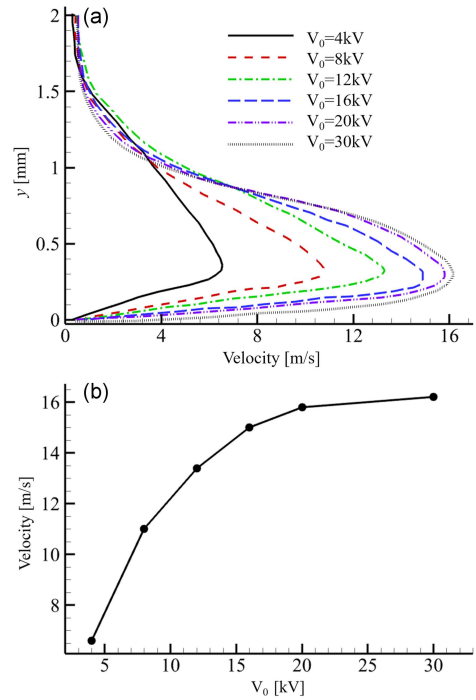 (a)
2
1.5
1
0.5
0
y [mm]
V₀=4kV
V₀=8kV
V₀=12kV
V₀=16kV
V₀=20kV
V₀=30kV
0 4 8 12 16
Velocity [m/s]
(b)
16
14
12
10
8
Velocity [m/s]
5 10 15 20 25 30
V₀ [kV]